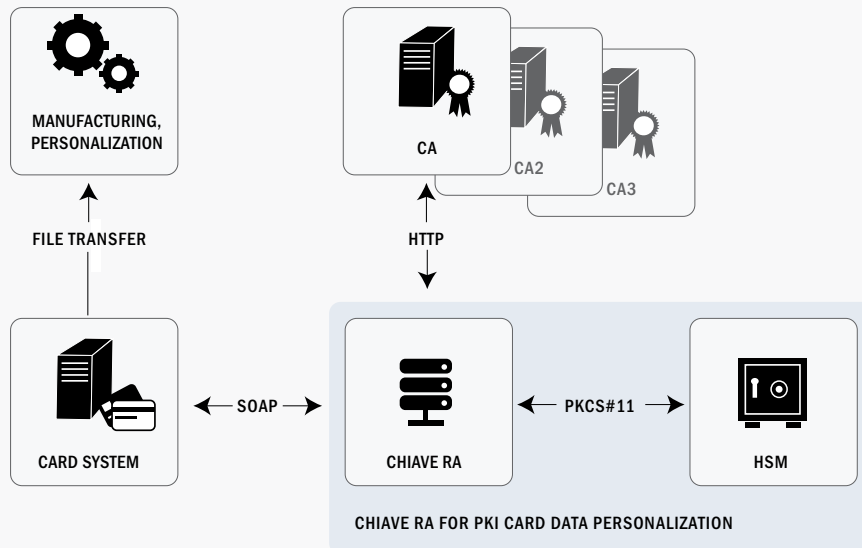 MANUFACTURING,
PERSONALIZATION
CA
CA2
CA3
FILE TRANSFER
HTTP
CARD SYSTEM
SOAP
CHIAVE RA
PKCS#11
HSM
CHIAVE RA FOR PKI CARD DATA PERSONALIZATION